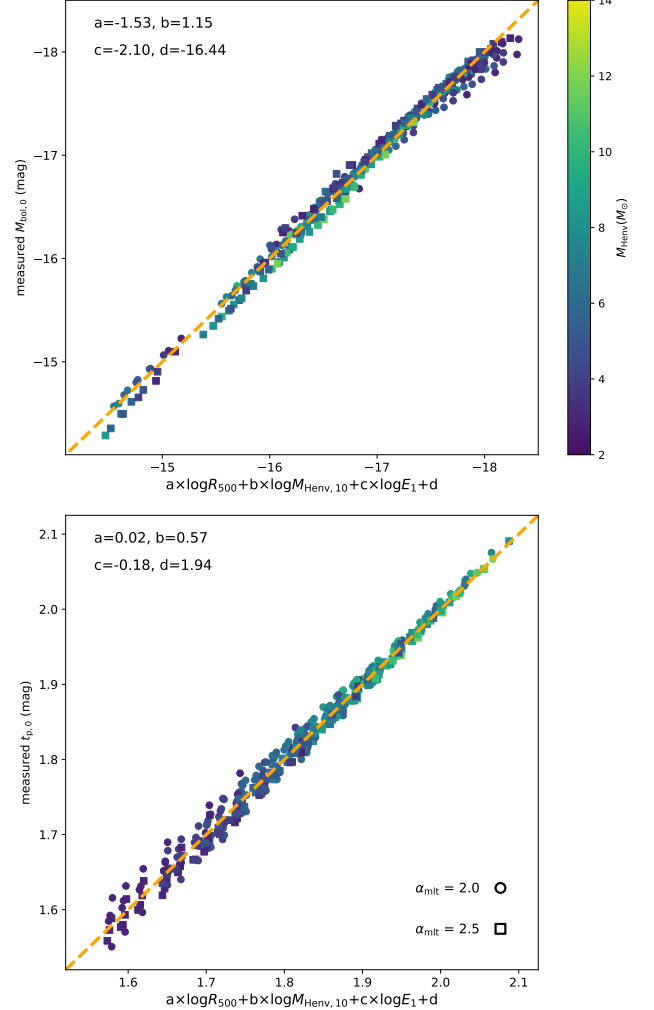 a=-1.53, b=1.15
c=-2.10, d=-16.44
−18
−17
−16
−15
measured M_bol,0 (mag)
−15 −16 −17 −18
a×logR_500+b×logM_Henv,10+c×logE_1+d
14
12
10
8
6
4
2
M_Henv(M_⊙)
a=0.02, b=0.57
c=-0.18, d=1.94
2.1
2.0
1.9
1.8
1.7
1.6
measured t_p,0 (mag)
α_mlt = 2.0
α_mlt = 2.5
1.6 1.7 1.8 1.9 2.0 2.1
a×logR_500+b×logM_Henv,10+c×logE_1+d